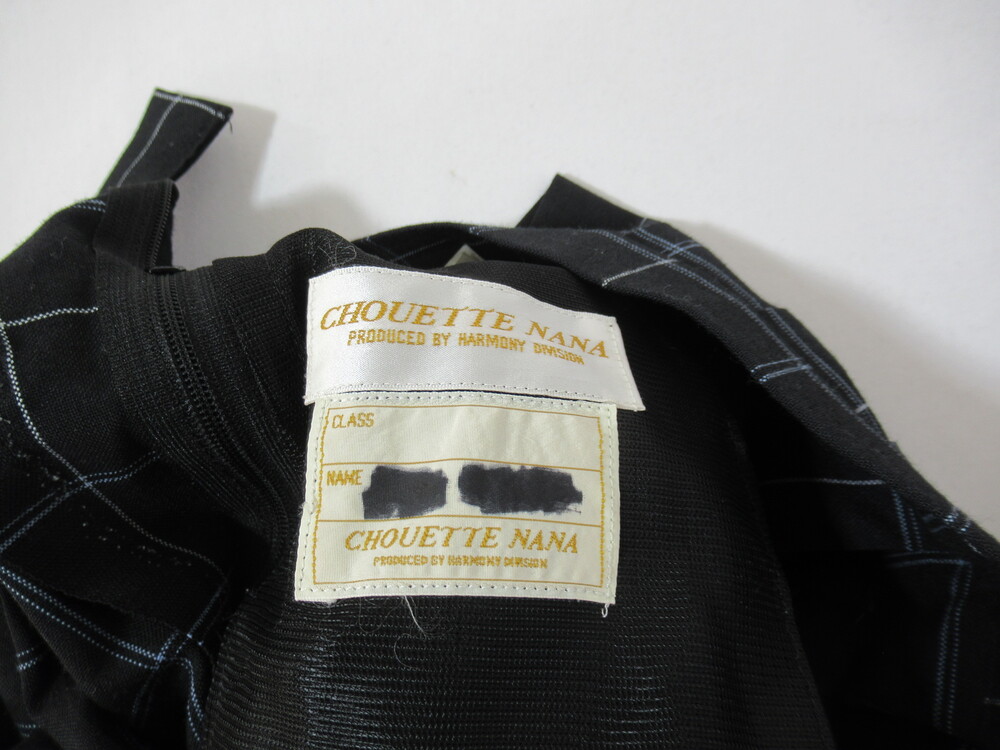 CHOUETTE NANA
PRODUCED BY HARMONY DIVISION
CLASS
NAME
CHOUETTE NANA
PRODUCED BY HARMONY DIVISION